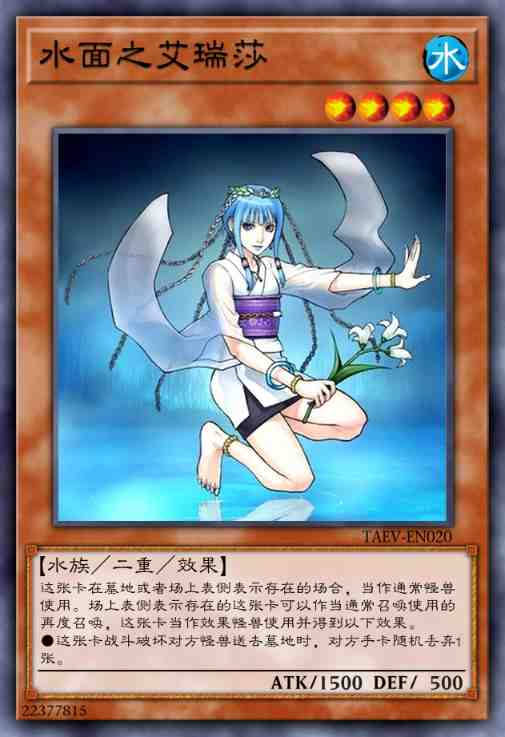 水面之艾瑞莎
水
TAEV-EN020
【水族／二重／效果】
这张卡在墓地或者场上表侧表示存在的场合，当作通常怪兽
使用。场上表侧表示存在的这张卡可以作当通常召唤使用的
再度召唤，这张卡当作效果怪兽使用并得到以下效果。
●这张卡战斗破坏对方怪兽送去墓地时，对方手卡随机丢弃1
张。
ATK/1500 DEF/ 500
22377815